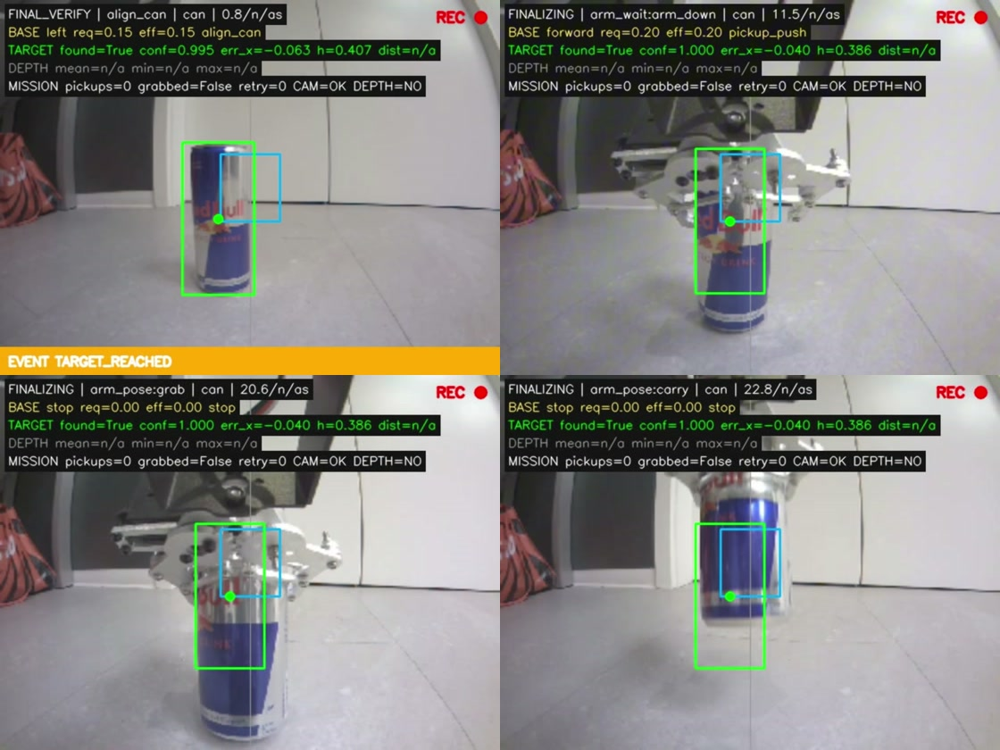 FINAL_VERIFY | align_can | can | 0.8/n/as
REC
BASE left req=0.15 eff=0.15 align_can
TARGET found=True conf=0.995 err_x=-0.063 h=0.407 dist=n/a
DEPTH mean=n/a min=n/a max=n/a
MISSION pickups=0 grabbed=False retry=0 CAM=OK DEPTH=NO
EVENT TARGET_REACHED
FINALIZING | arm_wait:arm_down | can | 11.5/n/as
REC
BASE forward req=0.20 eff=0.20 pickup_push
TARGET found=True conf=1.000 err_x=-0.040 h=0.386 dist=n/a
DEPTH mean=n/a min=n/a max=n/a
MISSION pickups=0 grabbed=False retry=0 CAM=OK DEPTH=NO
FINALIZING | arm_pose:grab | can | 20.6/n/as
REC
BASE stop req=0.00 eff=0.00 stop
TARGET found=True conf=1.000 err_x=-0.040 h=0.386 dist=n/a
DEPTH mean=n/a min=n/a max=n/a
MISSION pickups=0 grabbed=False retry=0 CAM=OK DEPTH=NO
FINALIZING | arm_pose:carry | can | 22.8/n/as
REC
BASE stop req=0.00 eff=0.00 stop
TARGET found=True conf=1.000 err_x=-0.040 h=0.386 dist=n/a
DEPTH mean=n/a min=n/a max=n/a
MISSION pickups=0 grabbed=False retry=0 CAM=OK DEPTH=NO